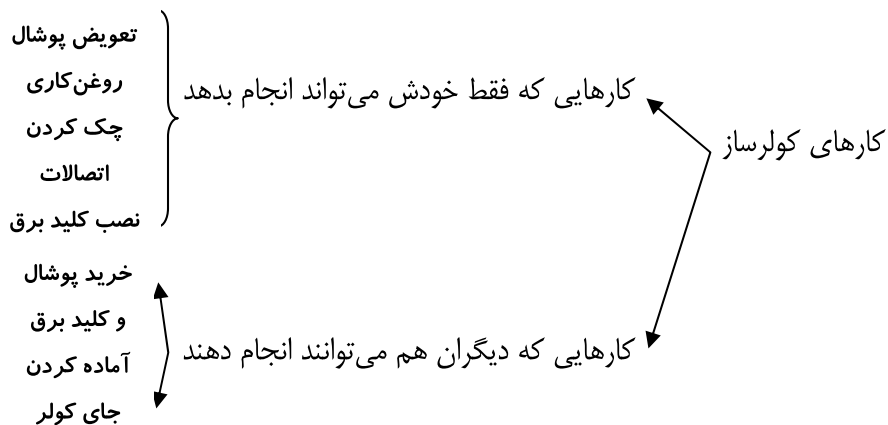 کارهای کولرساز
کارهایی که فقط خودش می‌تواند انجام بدهد
تعویض پوشال
روغن‌کاری
چک کردن
اتصالات
نصب کلید برق
کارهایی که دیگران هم می‌توانند انجام دهند
خرید پوشال
و کلید برق
آماده کردن
جای کولر